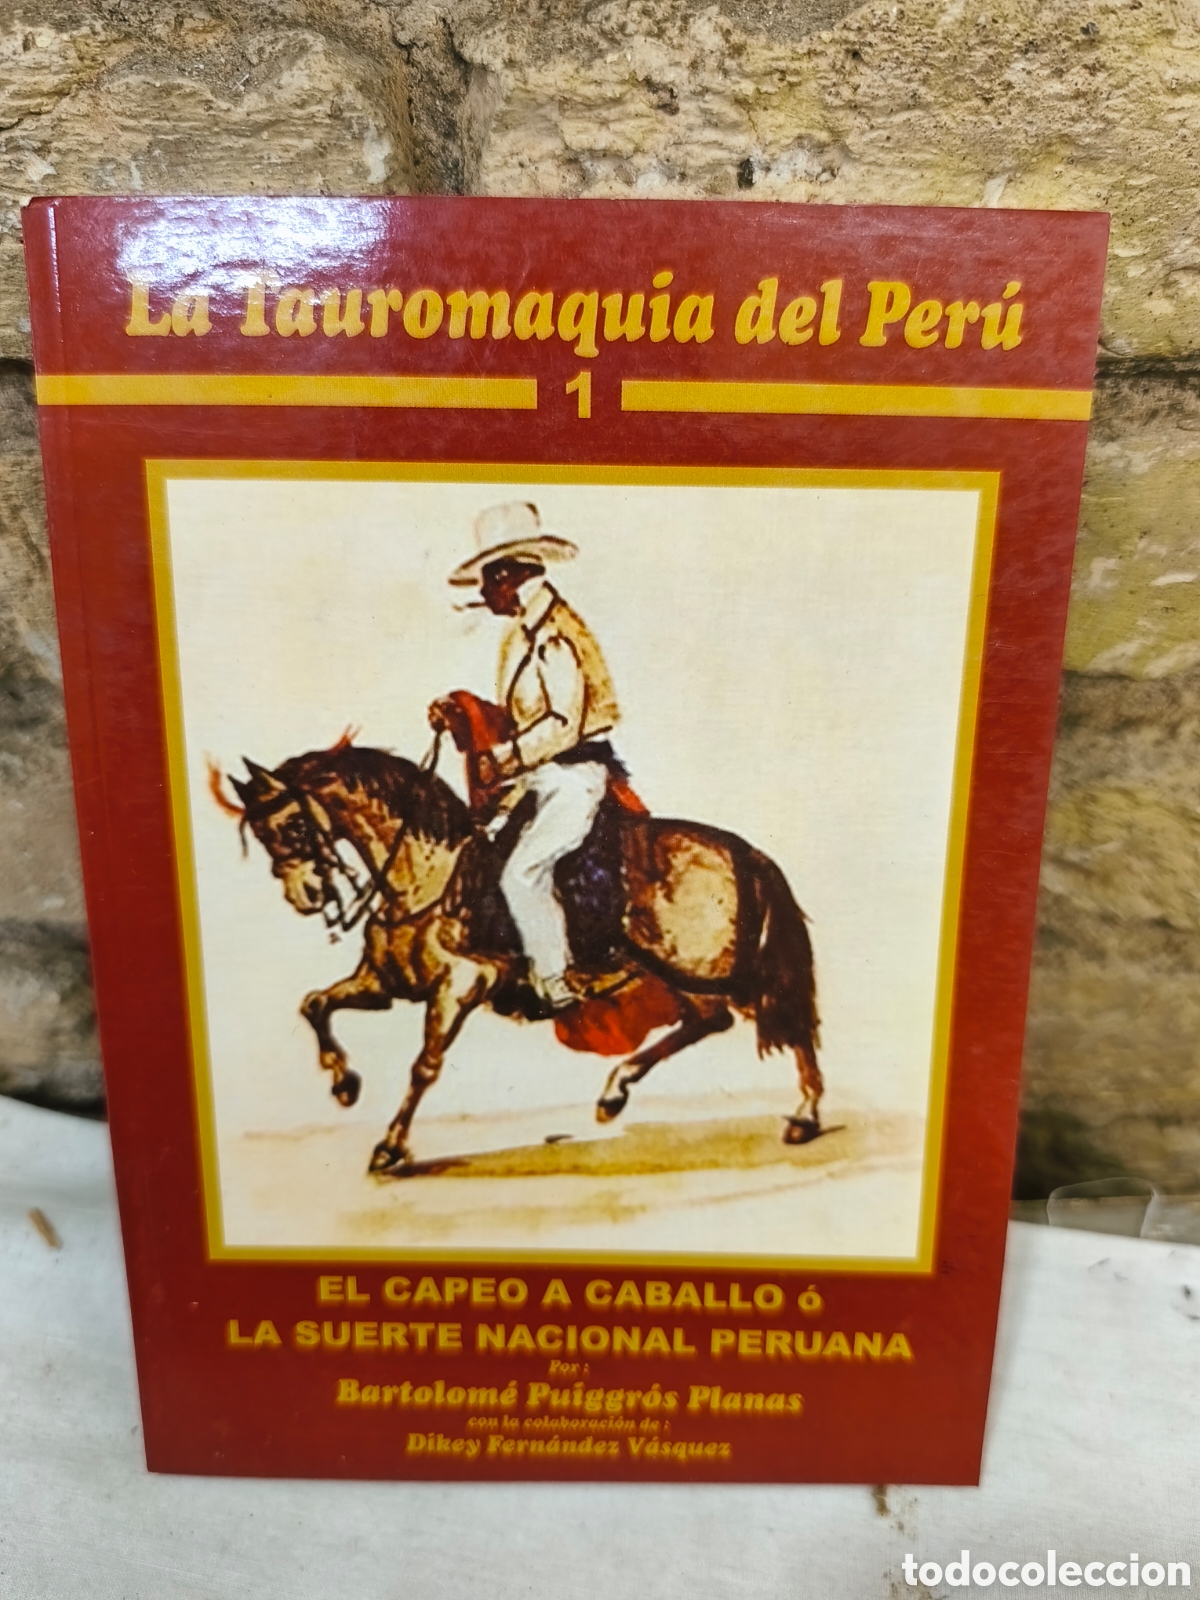 La Tauromaquia del Perú
1
EL CAPEO A CABALLO ó
LA SUERTE NACIONAL PERUANA
Por :
Bartolomé Puiggrós Planas
con la colaboración de :
Dikey Fernández Vásquez
todocoleccion